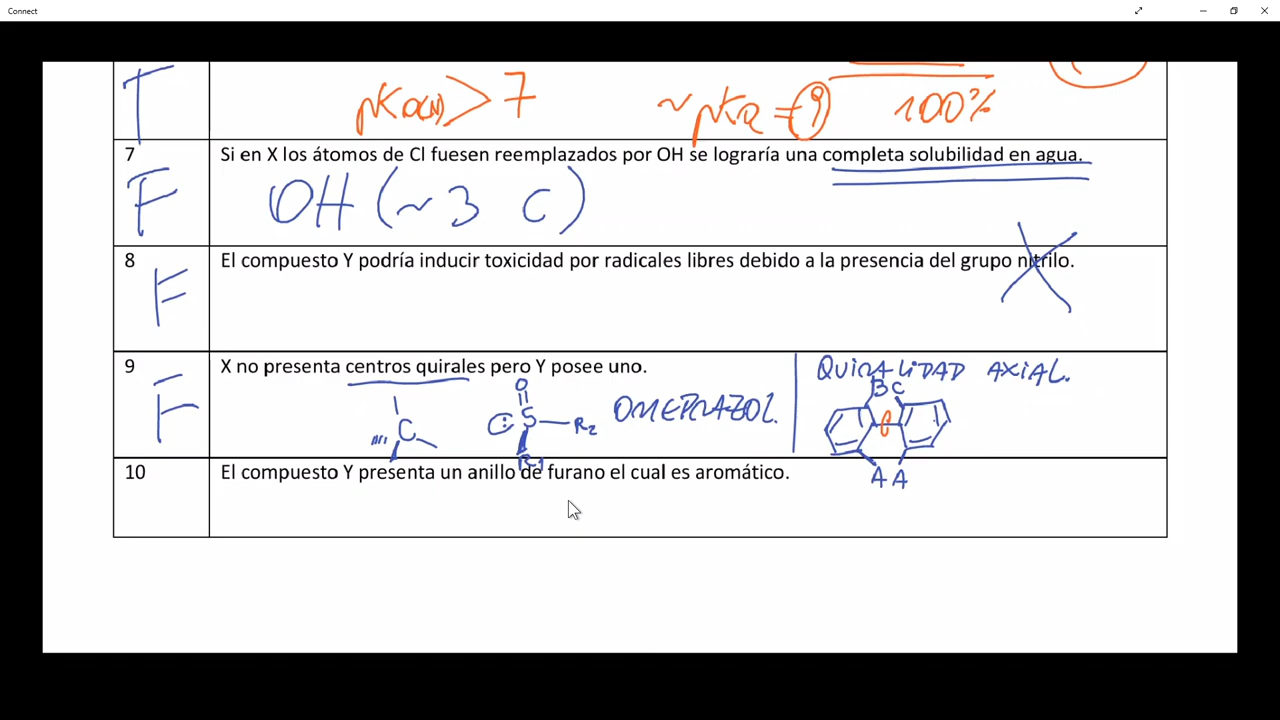 Connect
T
pKa(N) > 7
~ pKa = 9
100%
7
Si en X los átomos de Cl fuesen reemplazados por OH se lograría una completa solubilidad en agua.
F
OH (~ 3 C)
8
El compuesto Y podría inducir toxicidad por radicales libres debido a la presencia del grupo nitrilo.
F
9
X no presenta centros quirales pero Y posee uno.
F
C
O
S
R2
R1
OMEPRAZOL.
QUIRALIDAD AXIAL.
B C
A A
10
El compuesto Y presenta un anillo de furano el cual es aromático.